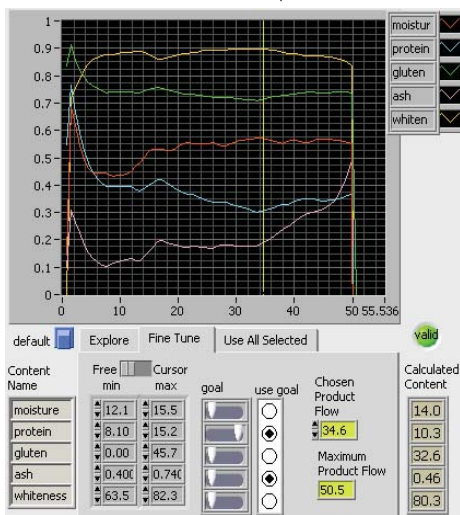 1
0.9
0.8
0.7
0.6
0.5
0.4
0.3
0.2
0.1
0
0 10 20 30 40 50 55.536
moistur
protein
gluten
ash
whiten
default Explore Fine Tune Use All Selected valid
Content Name
Free Cursor
min max goal use goal
Chosen Product Flow
34.6
Maximum Product Flow
50.5
Calculated Content
moisture 12.1 15.5 14.0
protein 8.10 15.2 10.3
gluten 0.00 45.7 32.6
ash 0.400 0.740 0.46
whiteness 63.5 82.3 80.3